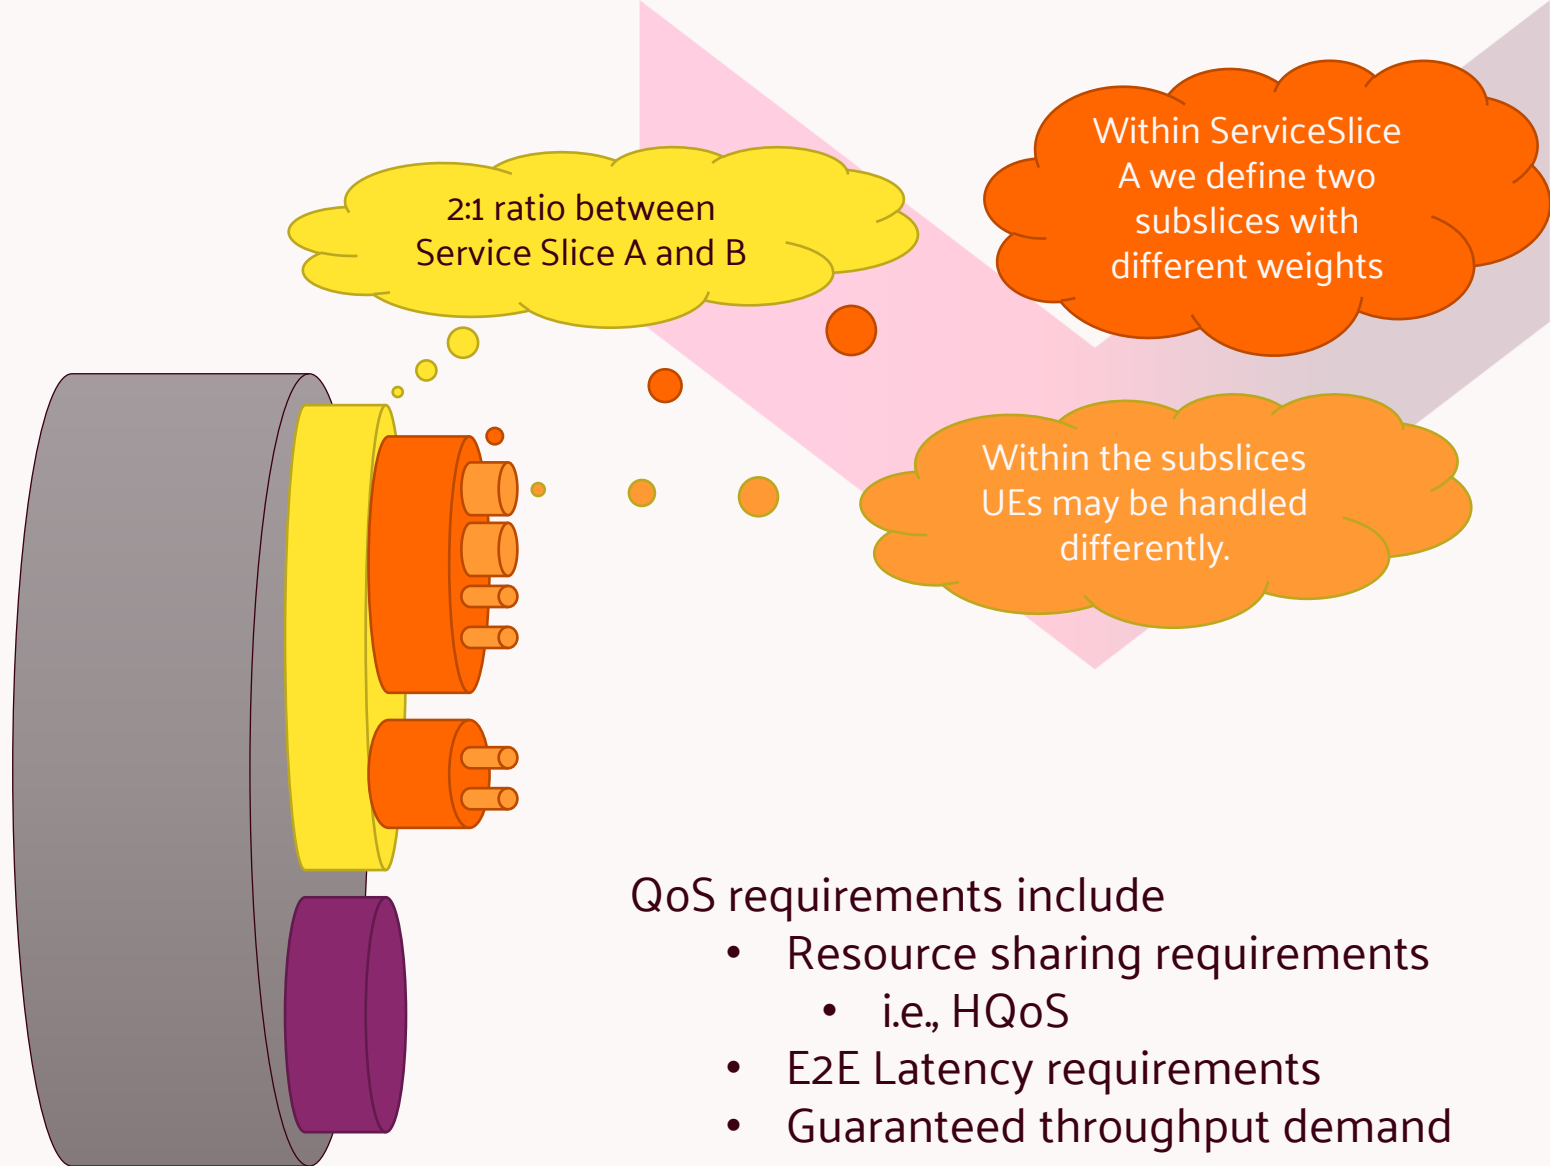 Within ServiceSlice
A we define two
subslices with
different weights
2:1 ratio between
Service Slice A and B
Within the subslices
UEs may be handled
differently.
QoS requirements include
• Resource sharing requirements
• i.e., HQoS
• E2E Latency requirements
• Guaranteed throughput demand